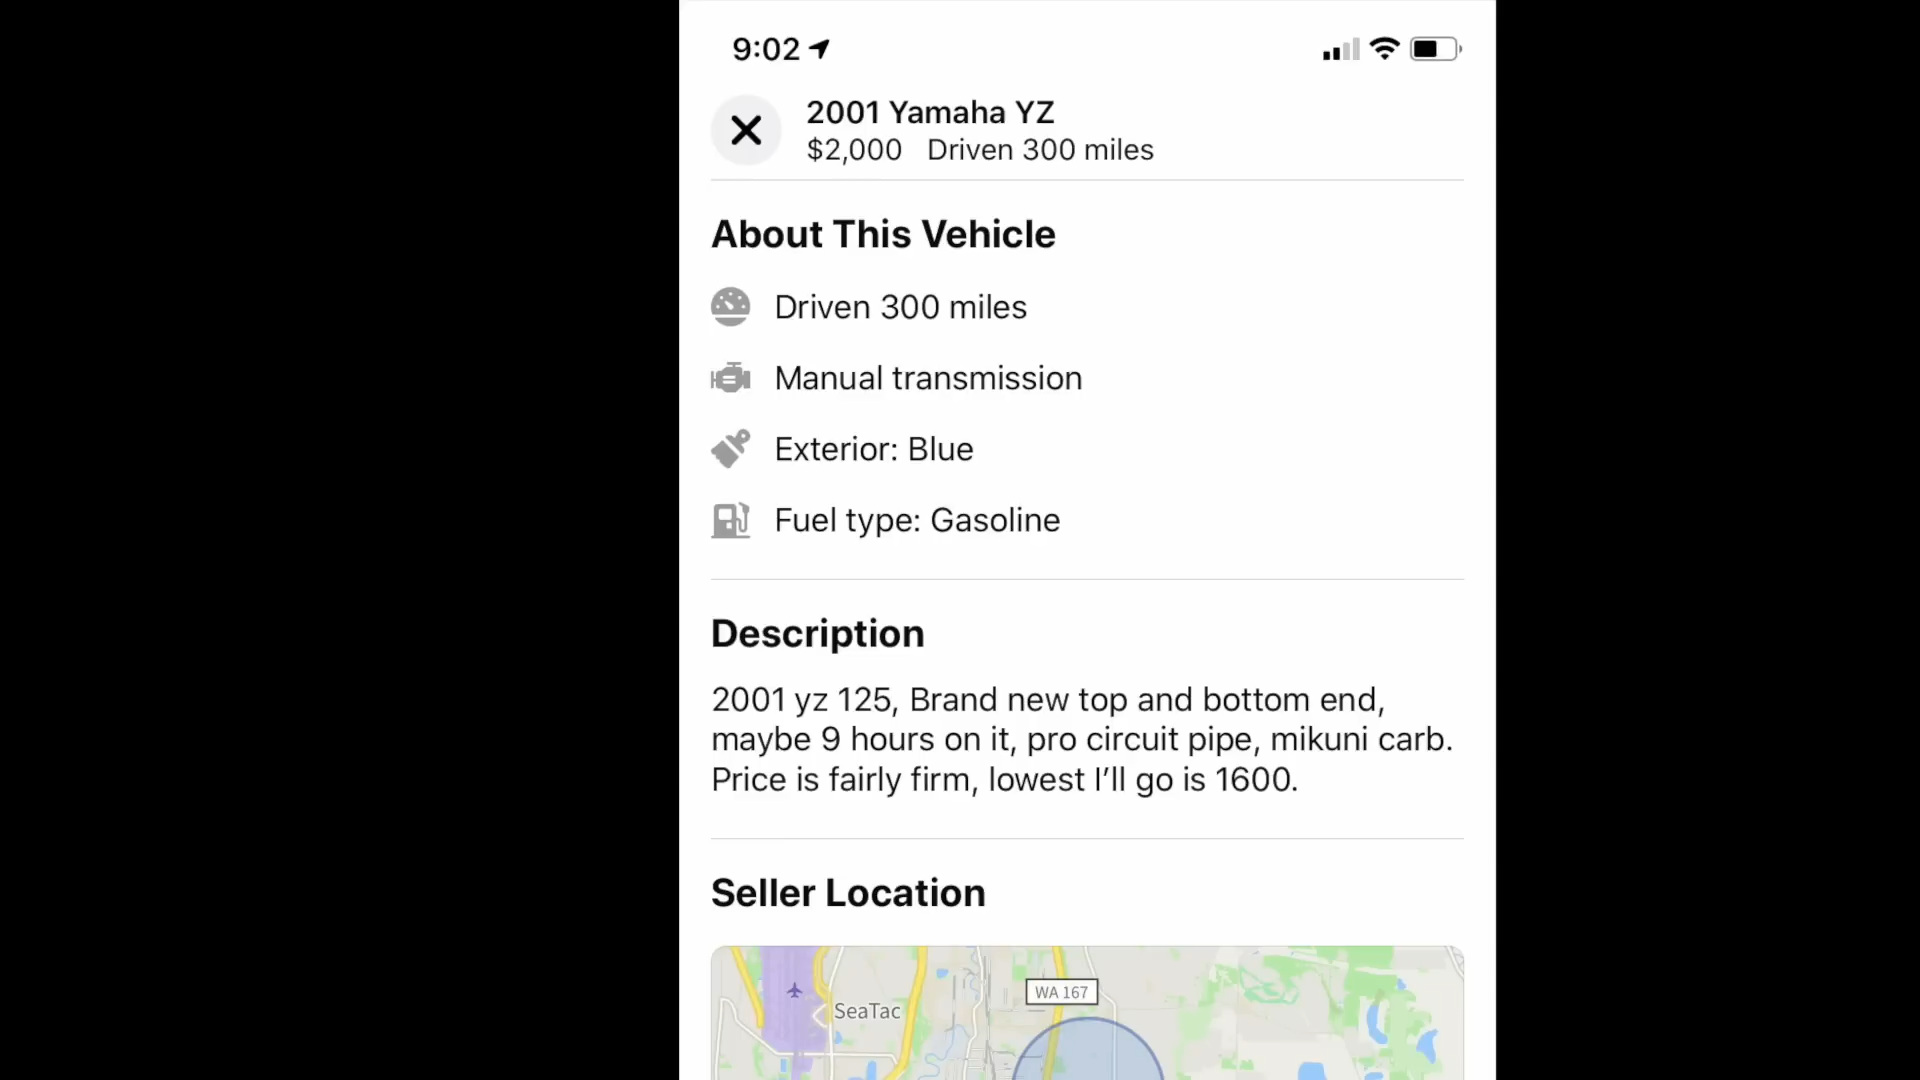 9:02
2001 Yamaha YZ
$2,000 Driven 300 miles
About This Vehicle
Driven 300 miles
Manual transmission
Exterior: Blue
Fuel type: Gasoline
Description
2001 yz 125, Brand new top and bottom end,
maybe 9 hours on it, pro circuit pipe, mikuni carb.
Price is fairly firm, lowest I’ll go is 1600.
Seller Location
WA 167
SeaTac